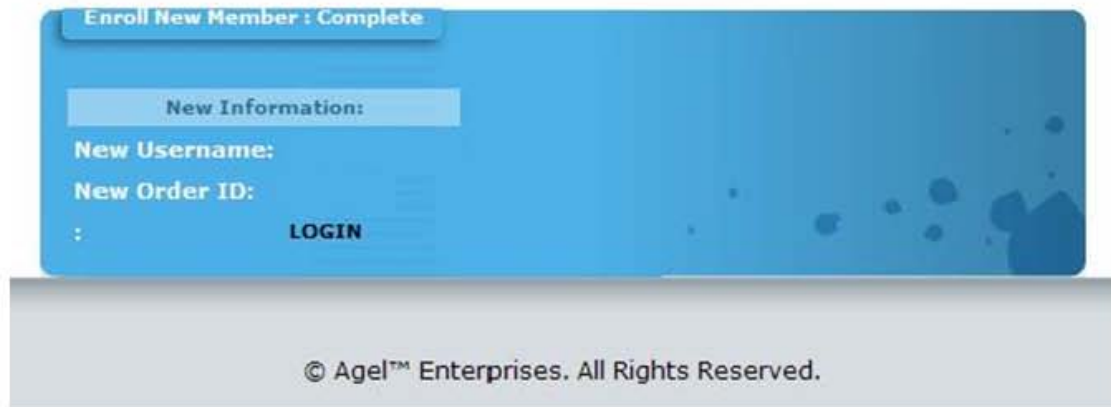 Enroll New Member : Complete
New Information:
New Username:
New Order ID:
: LOGIN
© Agel™ Enterprises. All Rights Reserved.